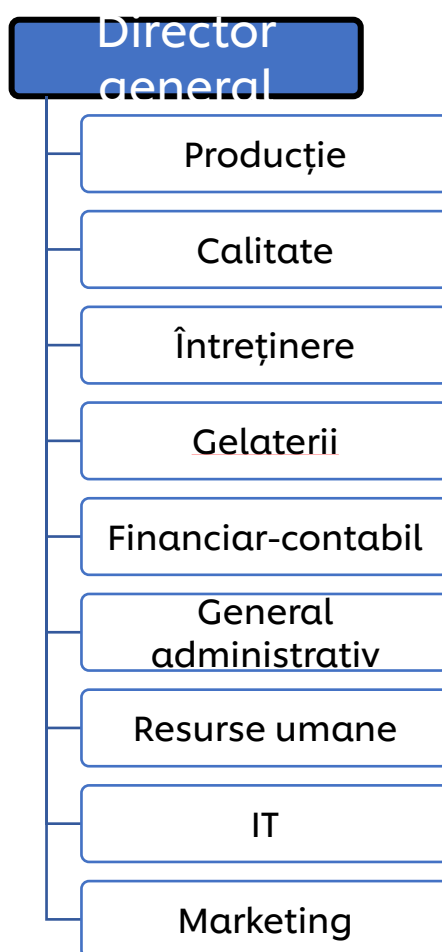 Director
general
Producție
Calitate
Întreținere
Gelaterii
Financiar-contabil
General
administrativ
Resurse umane
IT
Marketing